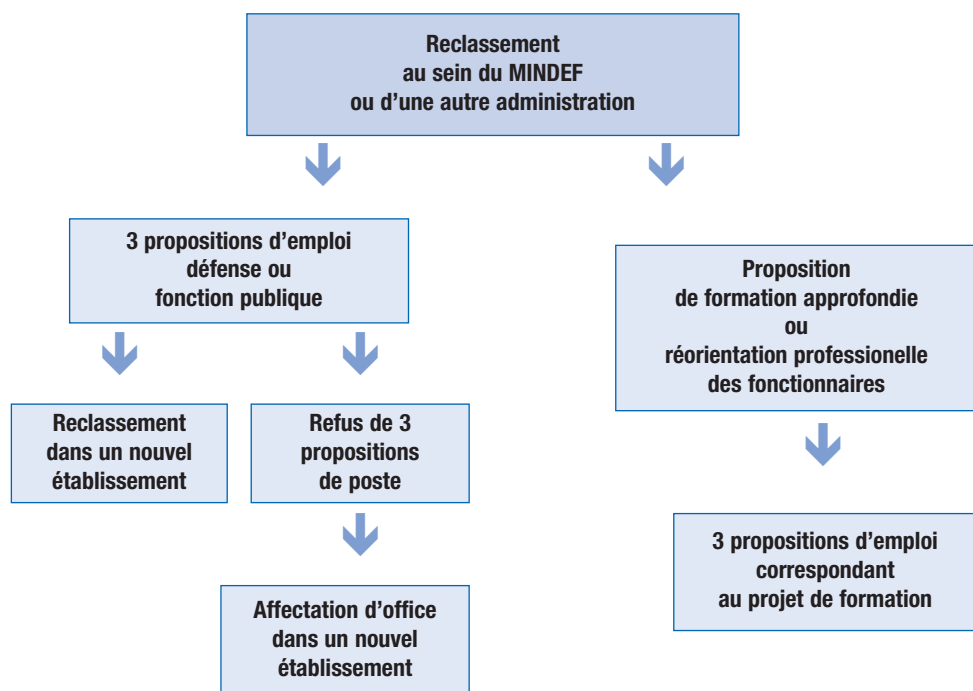 Reclassement
au sein du MINDEF
ou d'une autre administration
3 propositions d'emploi
défense ou
fonction publique
Proposition
de formation approfondie
ou
réorientation professionelle
des fonctionnaires
Reclassement
dans un nouvel
établissement
Refus de 3
propositions
de poste
3 propositions d'emploi
correspondant
au projet de formation
Affectation d'office
dans un nouvel
établissement